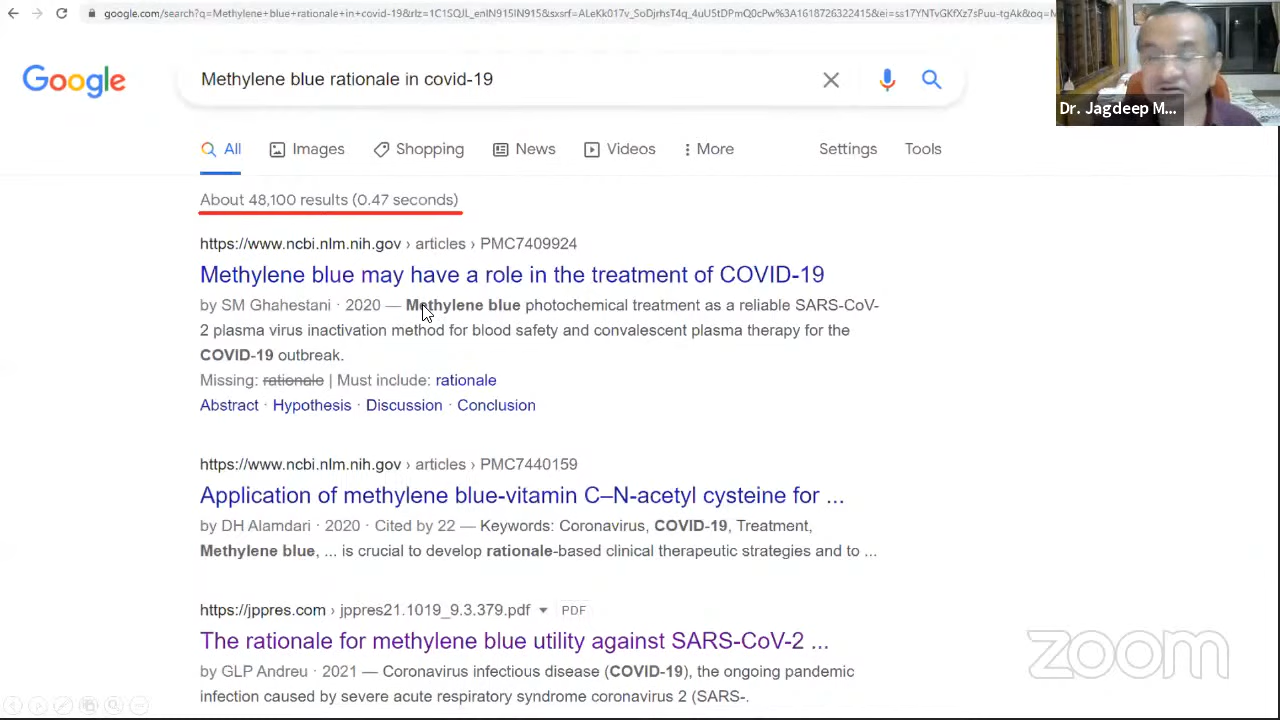 google.com/search?q=Methylene+blue+rationale+in+covid-19&rlz=1C1SQJL_enIN915IN915&sxsrf=ALeKk017v_SoDjrhsT4q_4uU5tDPmQ0cPw%3A1618726322415&ei=ss17YNTvGKfXz7sPuu-tgAk&oq=M
Google
Methylene blue rationale in covid-19
Dr. Jagdeep M...
All Images Shopping News Videos More Settings Tools
About 48,100 results (0.47 seconds)
https://www.ncbi.nlm.nih.gov › articles › PMC7409924
Methylene blue may have a role in the treatment of COVID-19
by SM Ghahestani · 2020 — Methylene blue photochemical treatment as a reliable SARS-CoV-
2 plasma virus inactivation method for blood safety and convalescent plasma therapy for the
COVID-19 outbreak.
Missing: rationale | Must include: rationale
Abstract · Hypothesis · Discussion · Conclusion
https://www.ncbi.nlm.nih.gov › articles › PMC7440159
Application of methylene blue-vitamin C–N-acetyl cysteine for ...
by DH Alamdari · 2020 · Cited by 22 — Keywords: Coronavirus, COVID-19, Treatment,
Methylene blue, ... is crucial to develop rationale-based clinical therapeutic strategies and to ...
https://jppres.com › jppres21.1019_9.3.379.pdf PDF
The rationale for methylene blue utility against SARS-CoV-2 ...
by GLP Andreu · 2021 — Coronavirus infectious disease (COVID-19), the ongoing pandemic
infection caused by severe acute respiratory syndrome coronavirus 2 (SARS-.
zoom